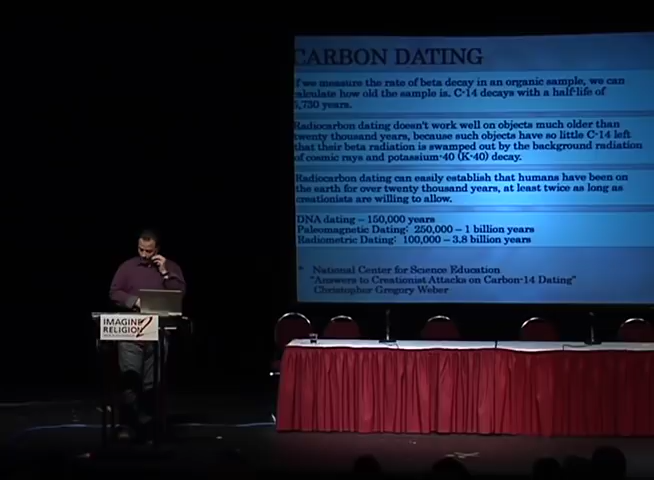 CARBON DATING
If we measure the rate of beta decay in an organic sample, we can
calculate how old the sample is. C-14 decays with a half-life of
5,730 years.
Radiocarbon dating doesn't work well on objects much older than
twenty thousand years, because such objects have so little C-14 left
that their beta radiation is swamped out by the background radiation
of cosmic rays and potassium-40 (K-40) decay.
Radiocarbon dating can easily establish that humans have been on
the earth for over twenty thousand years, at least twice as long as
creationists are willing to allow.
DNA dating – 150,000 years
Paleomagnetic Dating: 250,000 – 1 billion years
Radiometric Dating: 100,000 – 3.8 billion years
* National Center for Science Education
"Answers to Creationist Attacks on Carbon-14 Dating"
Christopher Gregory Weber
IMAGINE
RELIGION 2